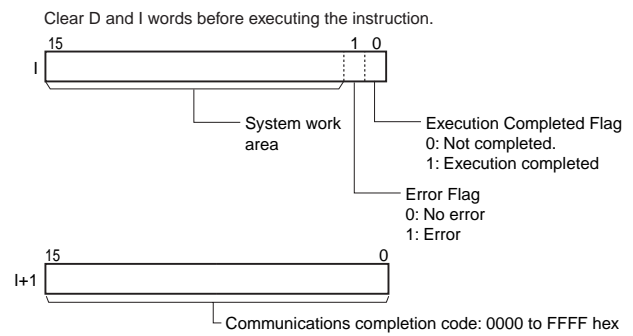 Clear D and I words before executing the instruction.
15 1 0
I
System work area
Execution Completed Flag
0: Not completed.
1: Execution completed
Error Flag
0: No error
1: Error
15 0
I+1
Communications completion code: 0000 to FFFF hex